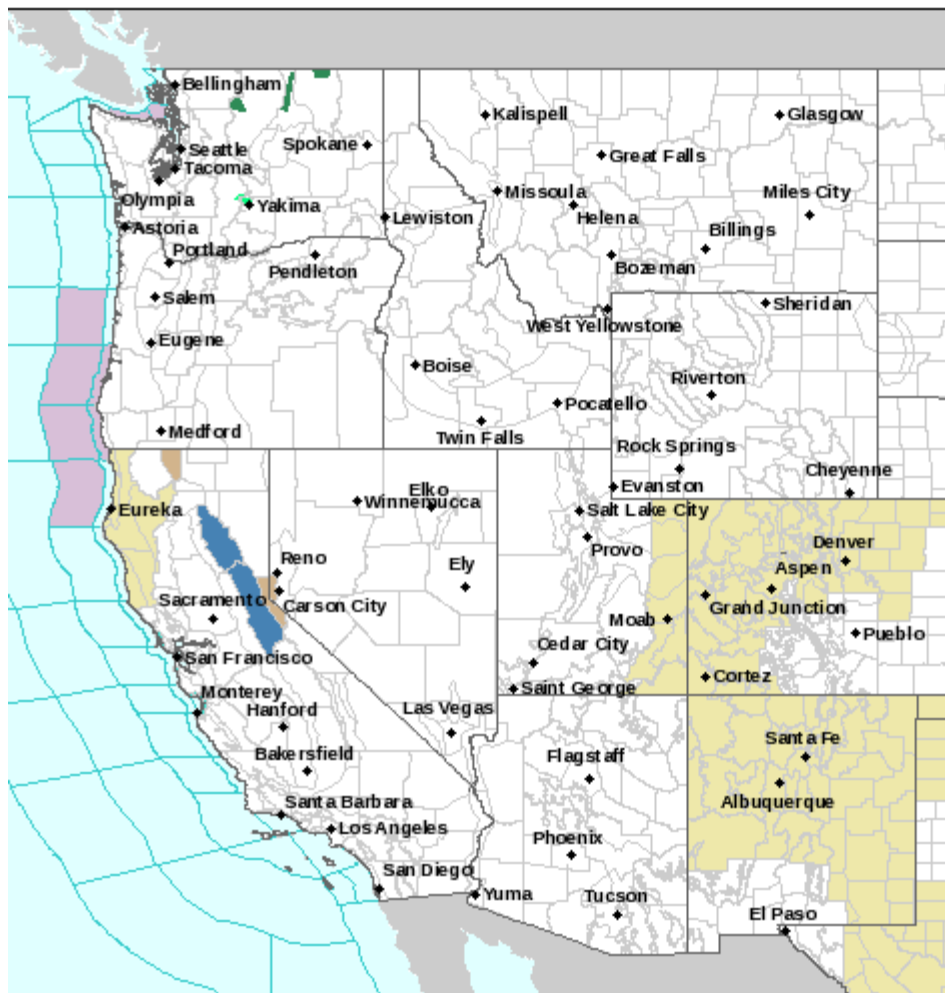 Bellingham
Kalispell
Glasgow
Seattle
Spokane
Great Falls
Tacoma
Missoula
Miles City
Olympia
Yakima
Lewiston
Helena
Astoria
Billings
Portland
Pendleton
Bozeman
Salem
Sheridan
West Yellowstone
Eugene
Boise
Riverton
Pocatello
Medford
Twin Falls
Rock Springs
Cheyenne
Elko
Evanston
Winnemucca
Eureka
Salt Lake City
Denver
Provo
Reno
Ely
Aspen
Sacramento
Carson City
Grand Junction
Moab
Pueblo
Cedar City
San Francisco
Cortez
Saint George
Monterey
Hanford
Las Vegas
Santa Fe
Bakersfield
Flagstaff
Albuquerque
Santa Barbara
Los Angeles
Phoenix
San Diego
Yuma
Tucson
El Paso